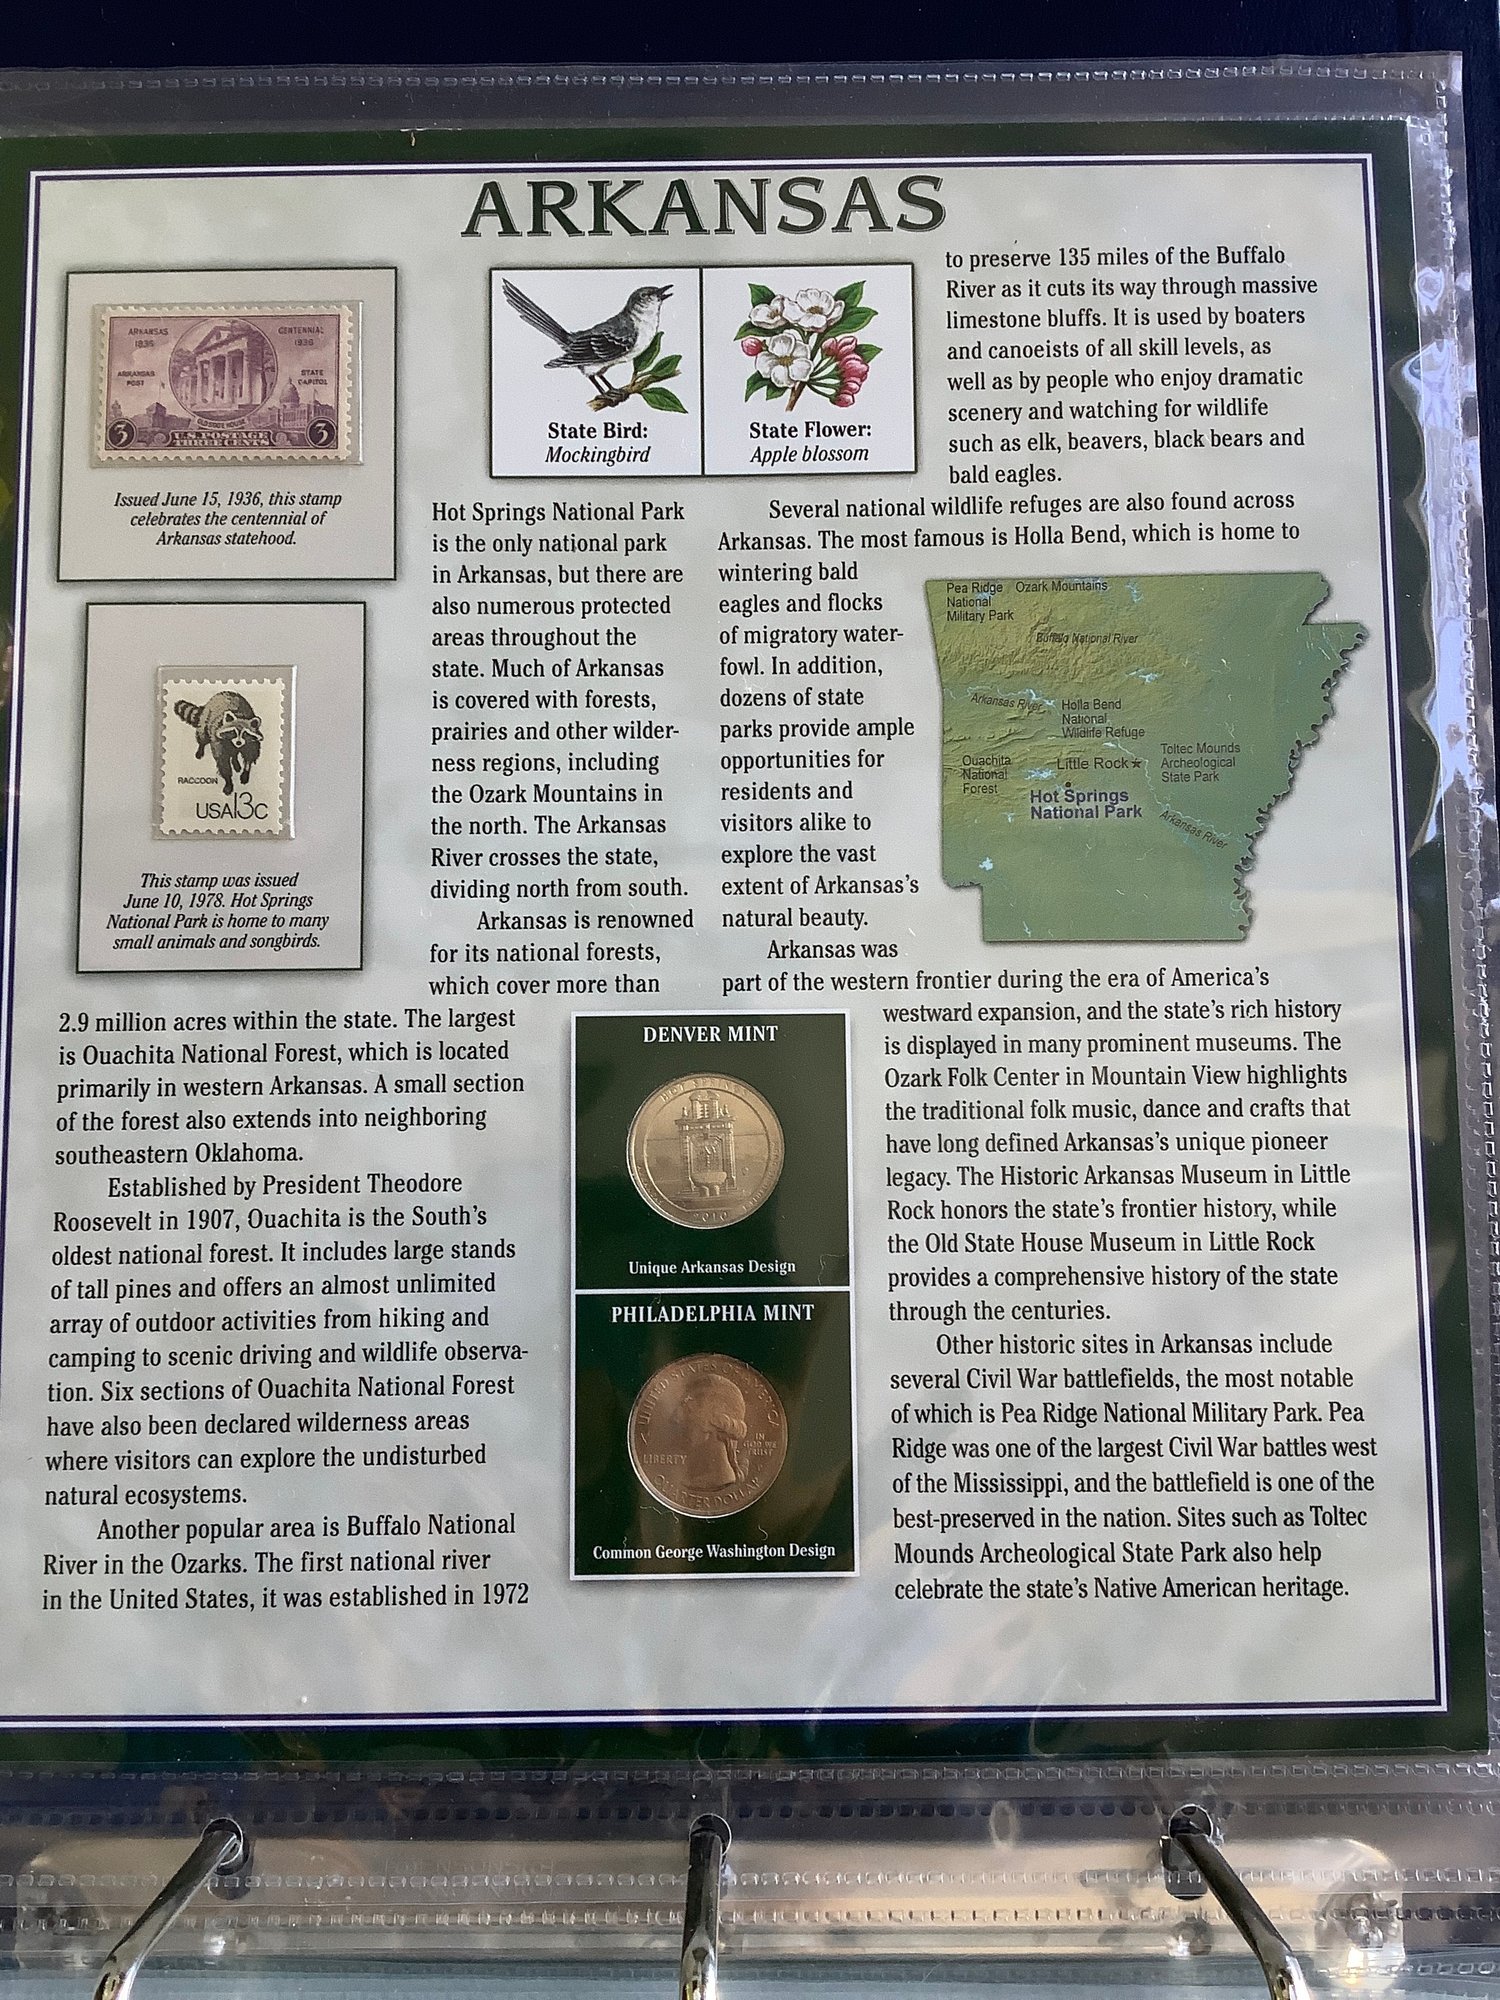 ARKANSAS
ARKANSAS
1836
CENTENNIAL
1936
ARKANSAS
POST
STATE
CAPITOL
OLD STATE HOUSE
3
U.S. POSTAGE
THREE CENTS
3
Issued June 15, 1936, this stamp
celebrates the centennial of
Arkansas statehood.
RACCOON
USA13c
This stamp was issued
June 10, 1978. Hot Springs
National Park is home to many
small animals and songbirds.
State Bird:
Mockingbird
State Flower:
Apple blossom
Hot Springs National Park
is the only national park
in Arkansas, but there are
also numerous protected
areas throughout the
state. Much of Arkansas
is covered with forests,
prairies and other wilder-
ness regions, including
the Ozark Mountains in
the north. The Arkansas
River crosses the state,
dividing north from south.
Arkansas is renowned
for its national forests,
which cover more than
2.9 million acres within the state. The largest
is Ouachita National Forest, which is located
primarily in western Arkansas. A small section
of the forest also extends into neighboring
southeastern Oklahoma.
Established by President Theodore
Roosevelt in 1907, Ouachita is the South's
oldest national forest. It includes large stands
of tall pines and offers an almost unlimited
array of outdoor activities from hiking and
camping to scenic driving and wildlife observa-
tion. Six sections of Ouachita National Forest
have also been declared wilderness areas
where visitors can explore the undisturbed
natural ecosystems.
Another popular area is Buffalo National
River in the Ozarks. The first national river
in the United States, it was established in 1972
to preserve 135 miles of the Buffalo
River as it cuts its way through massive
limestone bluffs. It is used by boaters
and canoeists of all skill levels, as
well as by people who enjoy dramatic
scenery and watching for wildlife
such as elk, beavers, black bears and
bald eagles.
Several national wildlife refuges are also found across
Arkansas. The most famous is Holla Bend, which is home to
wintering bald
eagles and flocks
of migratory water-
fowl. In addition,
dozens of state
parks provide ample
opportunities for
residents and
visitors alike to
explore the vast
extent of Arkansas's
natural beauty.
Arkansas was
part of the western frontier during the era of America's
westward expansion, and the state's rich history
is displayed in many prominent museums. The
Ozark Folk Center in Mountain View highlights
the traditional folk music, dance and crafts that
have long defined Arkansas's unique pioneer
legacy. The Historic Arkansas Museum in Little
Rock honors the state's frontier history, while
the Old State House Museum in Little Rock
provides a comprehensive history of the state
through the centuries.
Other historic sites in Arkansas include
several Civil War battlefields, the most notable
of which is Pea Ridge National Military Park. Pea
Ridge was one of the largest Civil War battles west
of the Mississippi, and the battlefield is one of the
best-preserved in the nation. Sites such as Toltec
Mounds Archeological State Park also help
celebrate the state's Native American heritage.
Pea Ridge
National
Military Park
Ozark Mountains
Buffalo National River
Arkansas River
Holla Bend
National
Wildlife Refuge
Ouachita
National
Forest
Little Rock
Toltec Mounds
Archeological
State Park
Hot Springs
National Park
Arkansas River
DENVER MINT
HOT SPRINGS
2010
Unique Arkansas Design
PHILADELPHIA MINT
UNITED STATES OF AMERICA
LIBERTY
IN
GOD WE
TRUST
QUARTER DOLLAR
Common George Washington Design